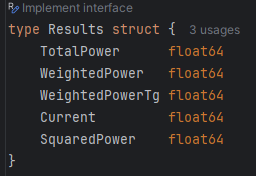 Implement interface
type Results struct { 3 usages
TotalPower float64
WeightedPower float64
WeightedPowerTg float64
Current float64
SquaredPower float64
}